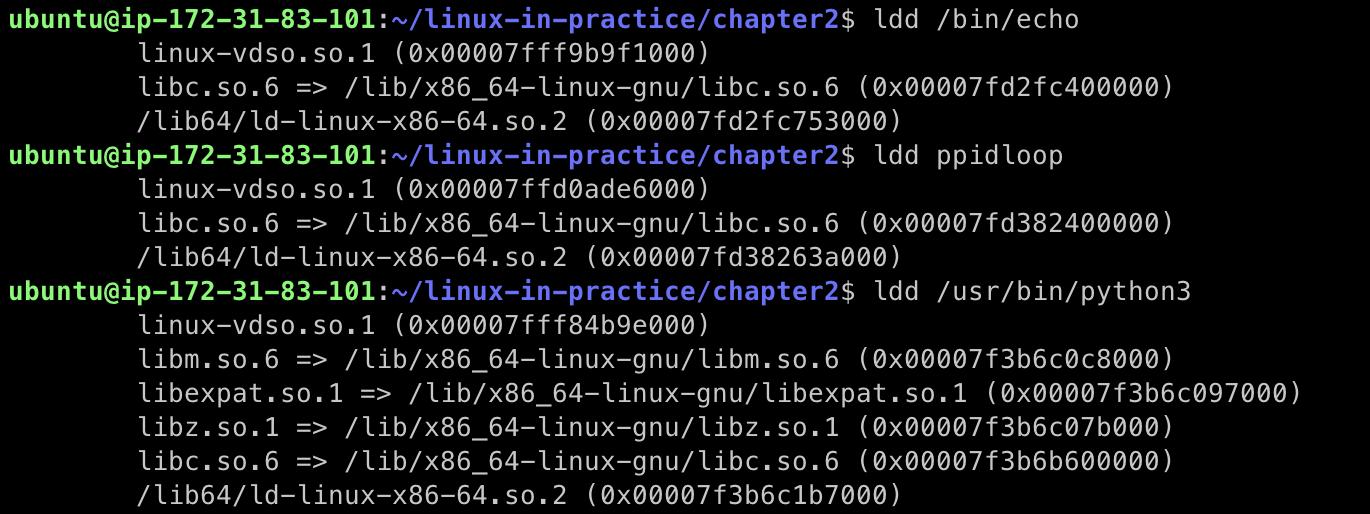 ubuntu@ip-172-31-83-101:~/linux-in-practice/chapter2$ ldd /bin/echo
linux-vdso.so.1 (0x00007fff9b9f1000)
libc.so.6 => /lib/x86_64-linux-gnu/libc.so.6 (0x00007fd2fc400000)
/lib64/ld-linux-x86-64.so.2 (0x00007fd2fc753000)
ubuntu@ip-172-31-83-101:~/linux-in-practice/chapter2$ ldd ppidloop
linux-vdso.so.1 (0x00007ffd0ade6000)
libc.so.6 => /lib/x86_64-linux-gnu/libc.so.6 (0x00007fd382400000)
/lib64/ld-linux-x86-64.so.2 (0x00007fd38263a000)
ubuntu@ip-172-31-83-101:~/linux-in-practice/chapter2$ ldd /usr/bin/python3
linux-vdso.so.1 (0x00007fff84b9e000)
libm.so.6 => /lib/x86_64-linux-gnu/libm.so.6 (0x00007f3b6c0c8000)
libexpat.so.1 => /lib/x86_64-linux-gnu/libexpat.so.1 (0x00007f3b6c097000)
libz.so.1 => /lib/x86_64-linux-gnu/libz.so.1 (0x00007f3b6c07b000)
libc.so.6 => /lib/x86_64-linux-gnu/libc.so.6 (0x00007f3b6b600000)
/lib64/ld-linux-x86-64.so.2 (0x00007f3b6c1b7000)